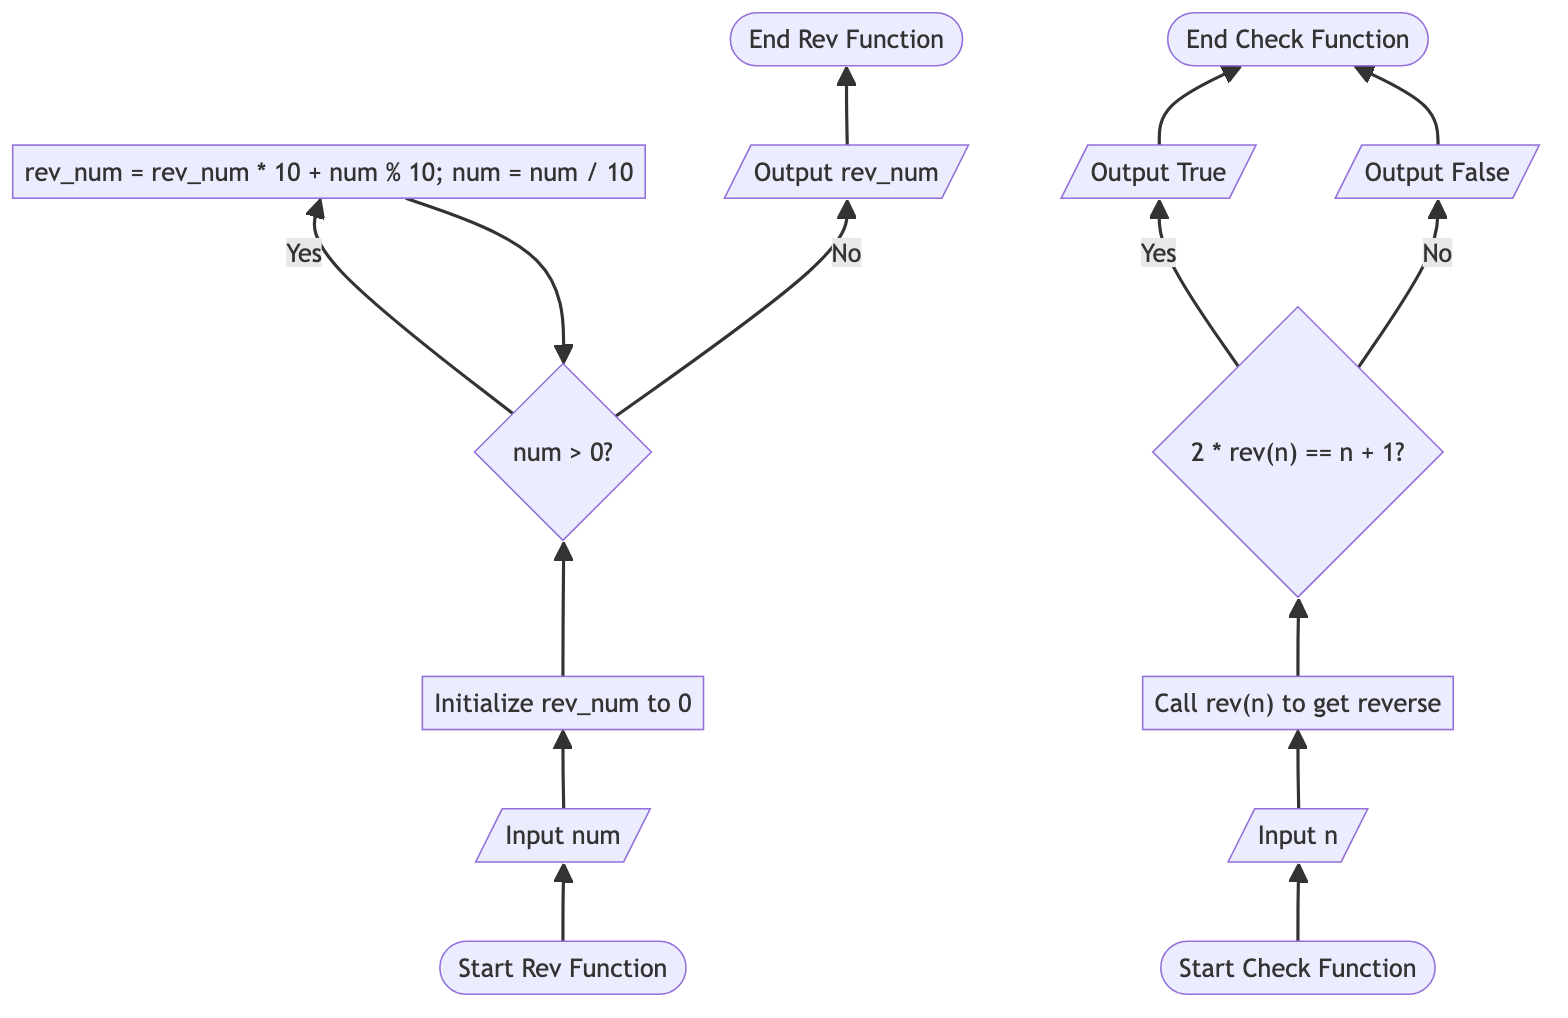 End Rev Function
End Check Function
rev_num = rev_num * 10 + num % 10; num = num / 10
Output rev_num
Output True
Output False
Yes
No
Yes
No
num > 0?
2 * rev(n) == n + 1?
Initialize rev_num to 0
Call rev(n) to get reverse
Input num
Input n
Start Rev Function
Start Check Function